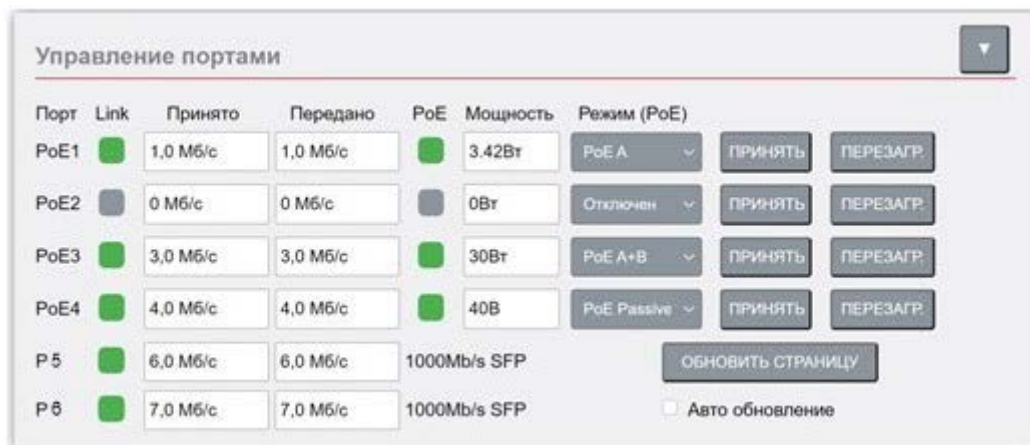 Управление портами
Порт Link Принято Передано PoE Мощность Режим (PoE)
PoE1 1,0 Мб/с 1,0 Мб/с 3.42Вт PoE A ПРИНЯТЬ ПЕРЕЗАГР.
PoE2 0 Мб/с 0 Мб/с 0Вт Отключен ПРИНЯТЬ ПЕРЕЗАГР.
PoE3 3,0 Мб/с 3,0 Мб/с 30Вт PoE A+B ПРИНЯТЬ ПЕРЕЗАГР.
PoE4 4,0 Мб/с 4,0 Мб/с 40В PoE Passive ПРИНЯТЬ ПЕРЕЗАГР.
P 5 6,0 Мб/с 6,0 Мб/с 1000Mb/s SFP ОБНОВИТЬ СТРАНИЦУ
P 6 7,0 Мб/с 7,0 Мб/с 1000Mb/s SFP Авто обновление